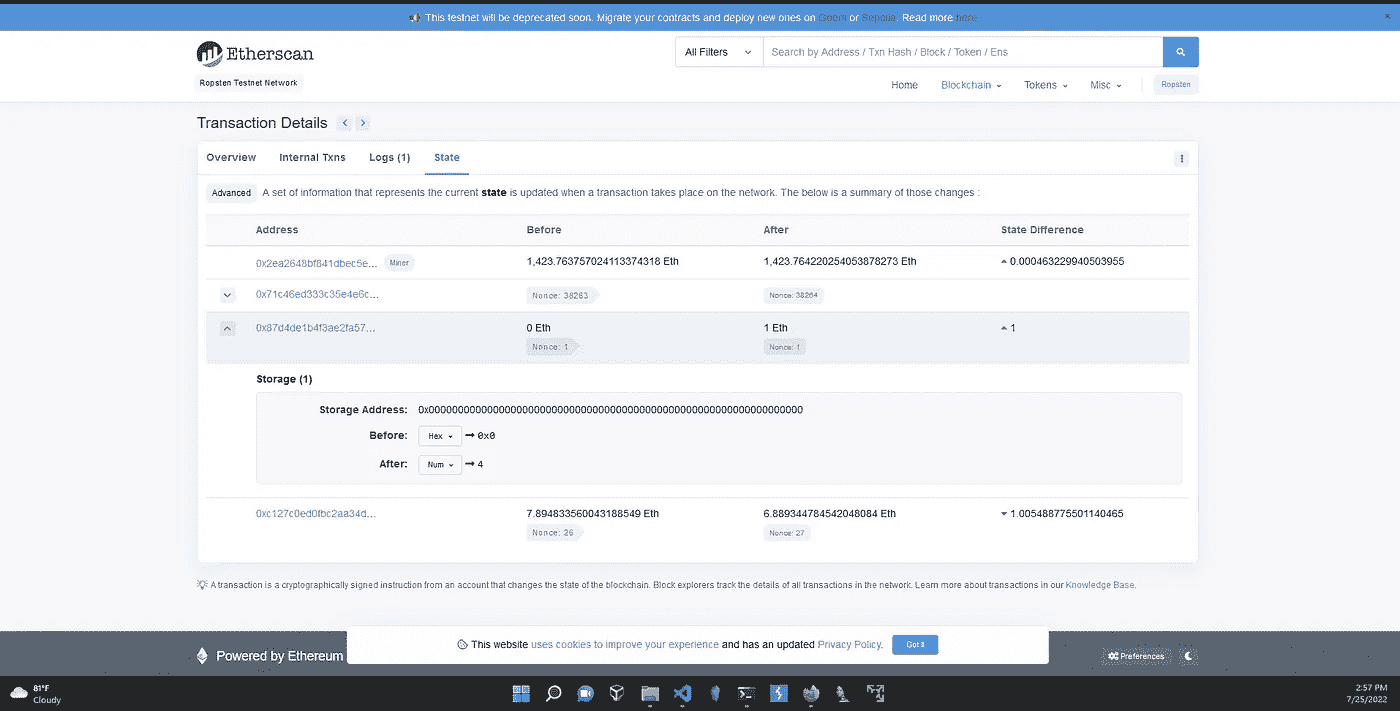 This testnet will be deprecated soon. Migrate your contracts and deploy new ones on Goerli or Sepolia. Read more here
×
Etherscan
All Filters
Search by Address / Txn Hash / Block / Token / Ens
Ropsten Testnet Network
Home Blockchain Tokens Misc Ropsten
Transaction Details
Overview Internal Txns Logs (1) State
Advanced A set of information that represents the current state is updated when a transaction takes place on the network. The below is a summary of those changes :
Address Before After State Difference
0x2ea2648bf841dbec5e... Miner 1,423.763757024113374318 Eth 1,423.764220254053878273 Eth 0.000463229940503955
0x71c46ed333c35e4e6c... Nonce: 38263 Nonce: 38264
0x87d4de1b4f3ae2fa57... 0 Eth 1 Eth 1
Nonce: 1 Nonce: 1
Storage (1)
Storage Address: 0x0000000000000000000000000000000000000000000000000000000000000000
Before: Hex → 0x0
After: Num → 4
0xc127c0ed0fbc2aa34d... 7.894833560043188549 Eth 6.889344784542048084 Eth 1.005488775501140465
Nonce: 26 Nonce: 27
A transaction is a cryptographically signed instruction from an account that changes the state of the blockchain. Block explorers track the details of all transactions in the network. Learn more about transactions in our Knowledge Base.
This website uses cookies to improve your experience and has an updated Privacy Policy. Got it
Powered by Ethereum
Preferences
81°F
Cloudy
2:57 PM
7/25/2022